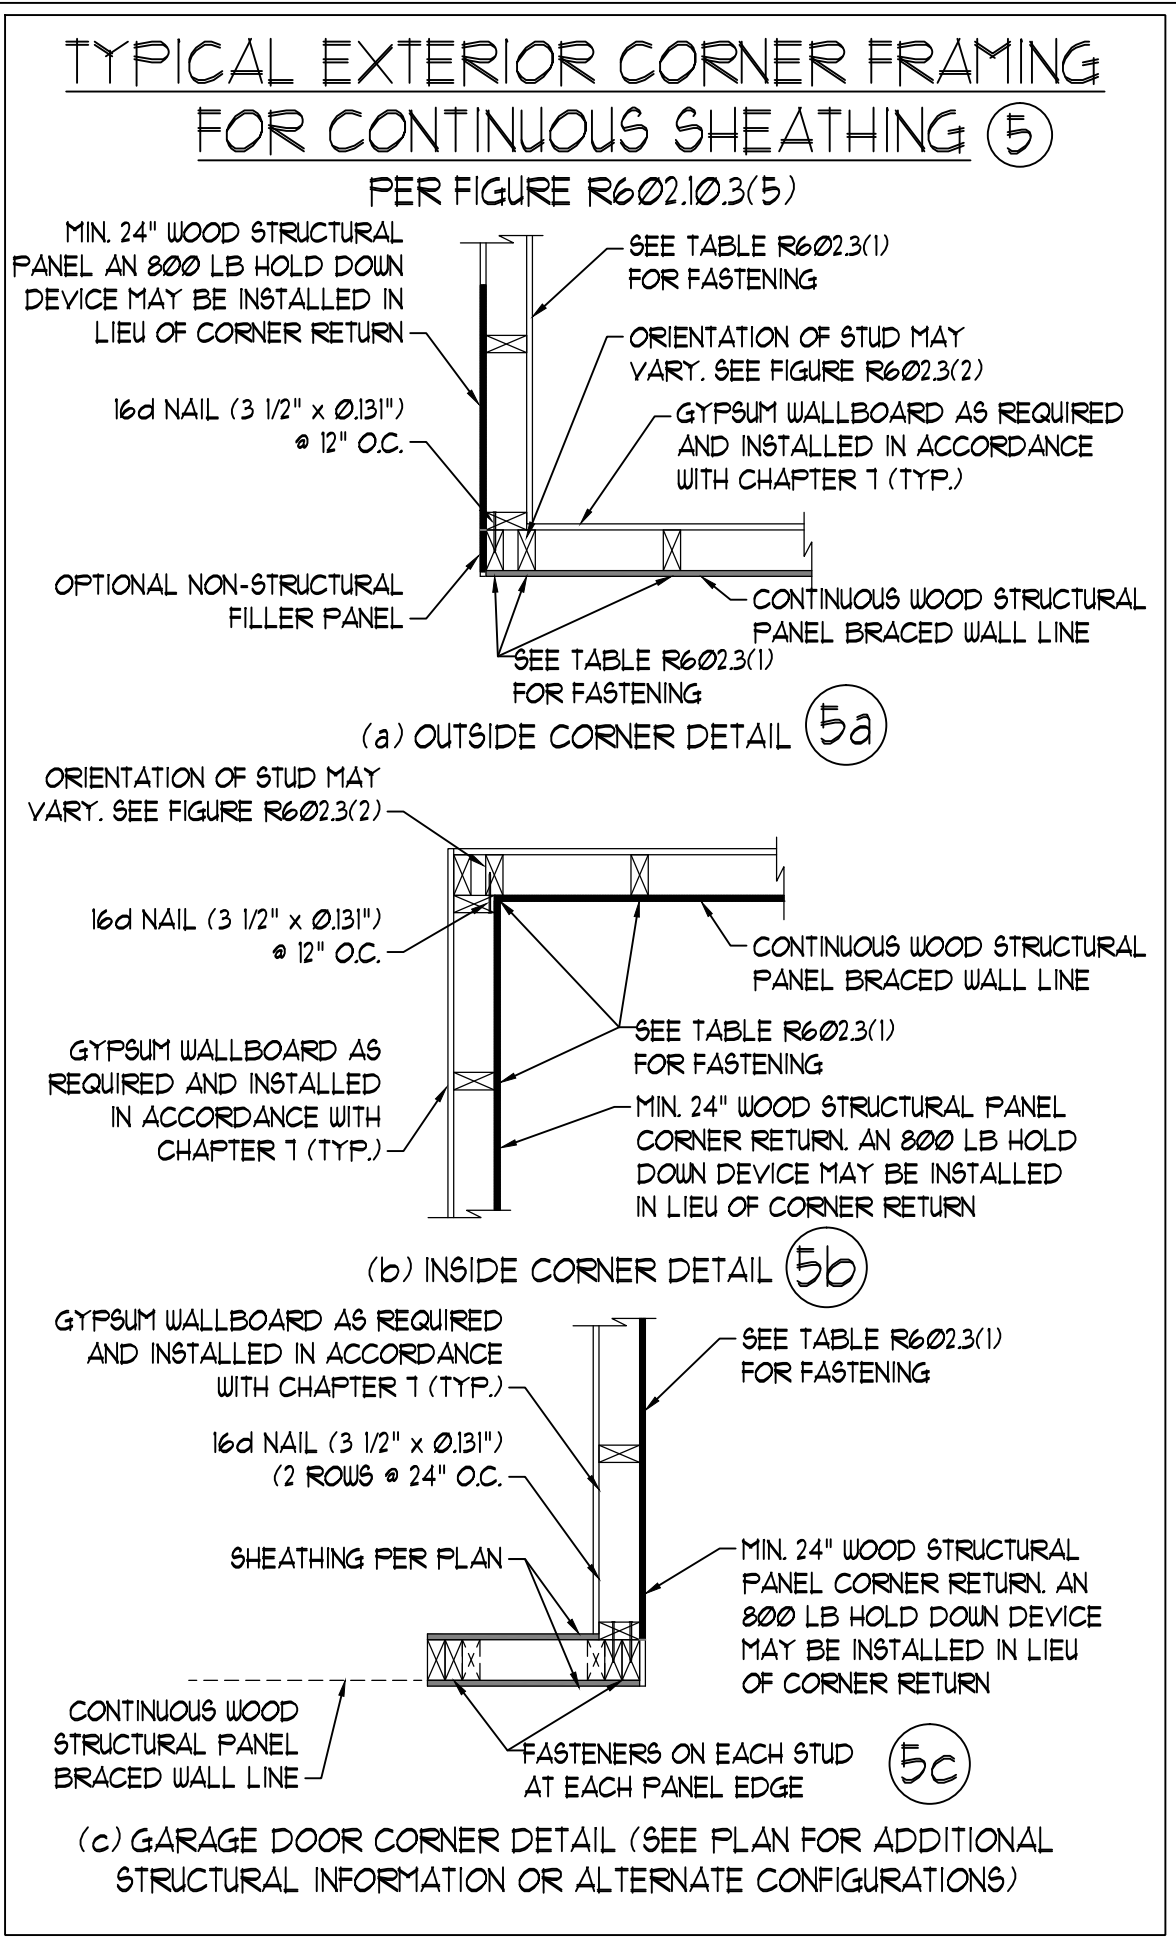 TYPICAL EXTERIOR CORNER FRAMING
FOR CONTINUOUS SHEATHING 5
PER FIGURE R602.10.3(5)
MIN. 24" WOOD STRUCTURAL
PANEL AN 800 LB HOLD DOWN
DEVICE MAY BE INSTALLED IN
LIEU OF CORNER RETURN
16d NAIL (3 1/2" x 0.131")
@ 12" O.C.
OPTIONAL NON-STRUCTURAL
FILLER PANEL
SEE TABLE R602.3(1)
FOR FASTENING
ORIENTATION OF STUD MAY
VARY. SEE FIGURE R602.3(2)
GYPSUM WALLBOARD AS REQUIRED
AND INSTALLED IN ACCORDANCE
WITH CHAPTER 7 (TYP.)
CONTINUOUS WOOD STRUCTURAL
PANEL BRACED WALL LINE
SEE TABLE R602.3(1)
FOR FASTENING
(a) OUTSIDE CORNER DETAIL 5a
ORIENTATION OF STUD MAY
VARY. SEE FIGURE R602.3(2)
16d NAIL (3 1/2" x 0.131")
@ 12" O.C.
GYPSUM WALLBOARD AS
REQUIRED AND INSTALLED
IN ACCORDANCE WITH
CHAPTER 7 (TYP.)
CONTINUOUS WOOD STRUCTURAL
PANEL BRACED WALL LINE
SEE TABLE R602.3(1)
FOR FASTENING
MIN. 24" WOOD STRUCTURAL PANEL
CORNER RETURN. AN 800 LB HOLD
DOWN DEVICE MAY BE INSTALLED
IN LIEU OF CORNER RETURN
(b) INSIDE CORNER DETAIL 5b
GYPSUM WALLBOARD AS REQUIRED
AND INSTALLED IN ACCORDANCE
WITH CHAPTER 7 (TYP.)
16d NAIL (3 1/2" x 0.131")
(2 ROWS @ 24" O.C.
SHEATHING PER PLAN
CONTINUOUS WOOD
STRUCTURAL PANEL
BRACED WALL LINE
SEE TABLE R602.3(1)
FOR FASTENING
MIN. 24" WOOD STRUCTURAL
PANEL CORNER RETURN. AN
800 LB HOLD DOWN DEVICE
MAY BE INSTALLED IN LIEU
OF CORNER RETURN
FASTENERS ON EACH STUD
AT EACH PANEL EDGE
5c
(c) GARAGE DOOR CORNER DETAIL (SEE PLAN FOR ADDITIONAL
STRUCTURAL INFORMATION OR ALTERNATE CONFIGURATIONS)